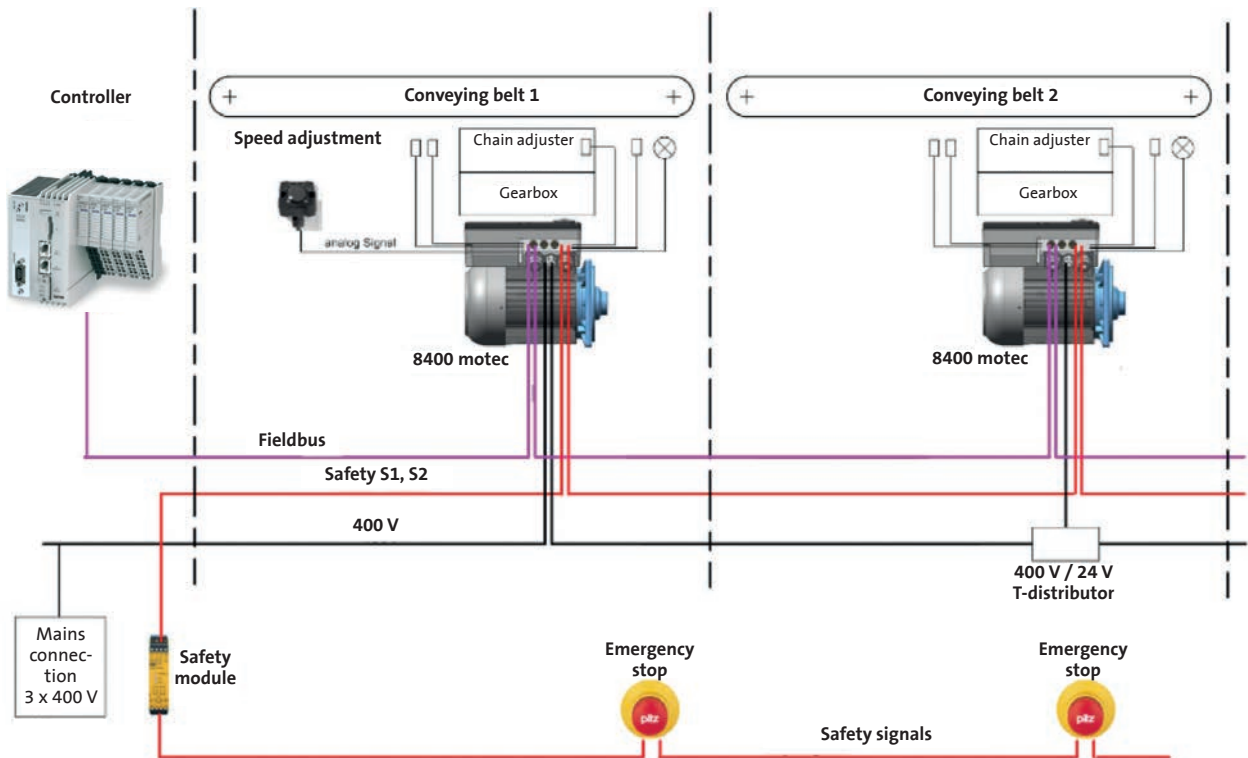 Controller
Conveying belt 1
Conveying belt 2
Speed adjustment
Chain adjuster
Chain adjuster
Gearbox
Gearbox
analog Signal
8400 motec
8400 motec
Fieldbus
Safety S1, S2
400 V
400 V / 24 V
T-distributor
Mains
connec-
tion
3 x 400 V
Safety
module
Emergency
stop
Emergency
stop
pilz
pilz
Safety signals